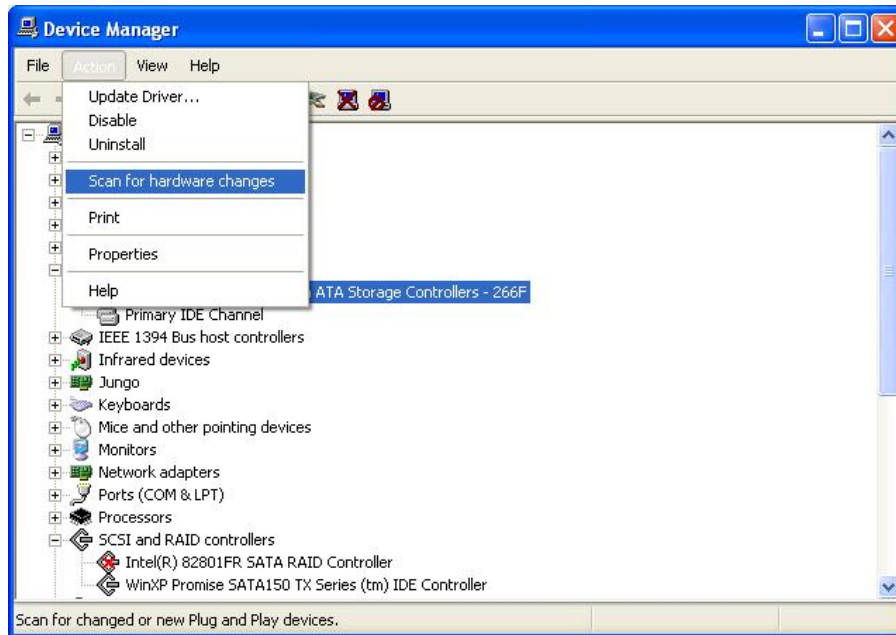 Device Manager
File Action View Help
Update Driver...
Disable
Uninstall
Scan for hardware changes
Print
Properties
Help
ATA Storage Controllers - 266F
Primary IDE Channel
IEEE 1394 Bus host controllers
Infrared devices
Jungo
Keyboards
Mice and other pointing devices
Monitors
Network adapters
Ports (COM & LPT)
Processors
SCSI and RAID controllers
Intel(R) 82801FR SATA RAID Controller
WinXP Promise SATA150 TX Series (tm) IDE Controller
Scan for changed or new Plug and Play devices.